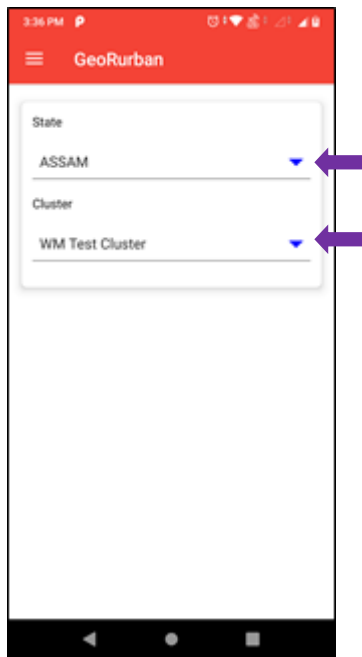 3:36 PM
GeoRurban
State
ASSAM
Cluster
WM Test Cluster